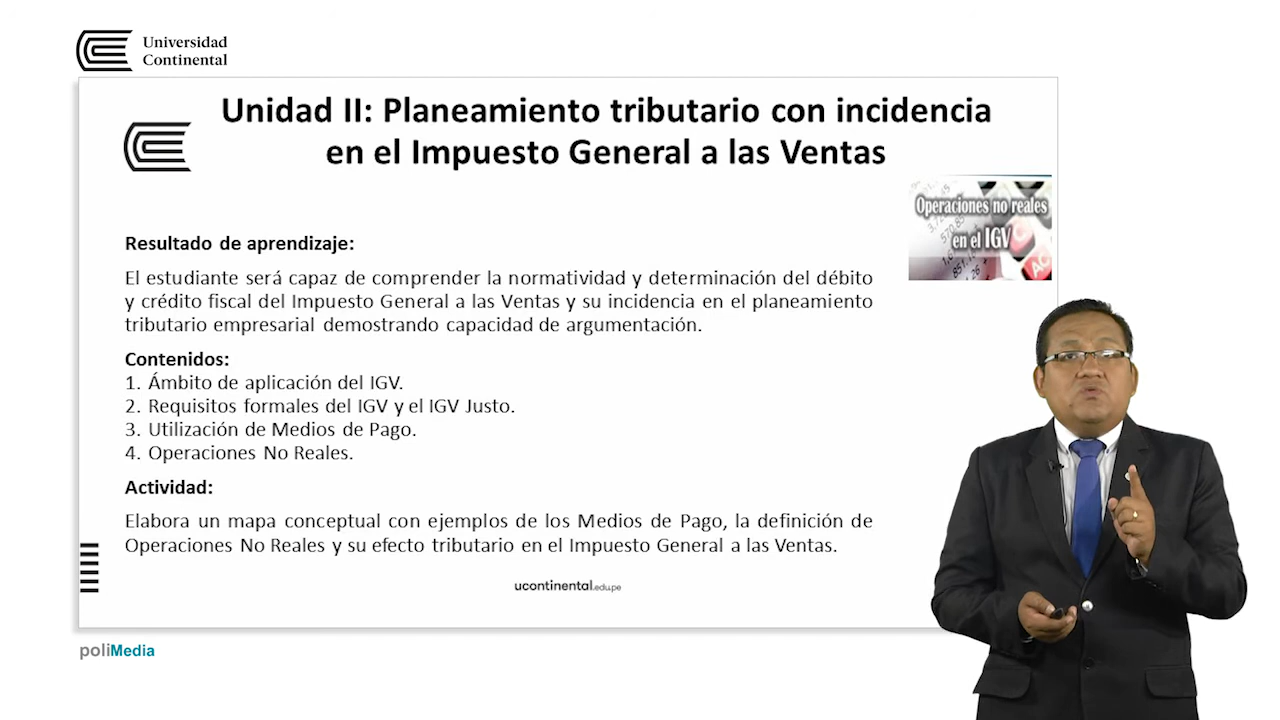 Universidad
Continental
Unidad II: Planeamiento tributario con incidencia
en el Impuesto General a las Ventas
Operaciones no reales
en el IGV
Resultado de aprendizaje:
El estudiante será capaz de comprender la normatividad y determinación del débito
y crédito fiscal del Impuesto General a las Ventas y su incidencia en el planeamiento
tributario empresarial demostrando capacidad de argumentación.
Contenidos:
1. Ámbito de aplicación del IGV.
2. Requisitos formales del IGV y el IGV Justo.
3. Utilización de Medios de Pago.
4. Operaciones No Reales.
Actividad:
Elabora un mapa conceptual con ejemplos de los Medios de Pago, la definición de
Operaciones No Reales y su efecto tributario en el Impuesto General a las Ventas.
ucontinental.edu.pe
poliMedia